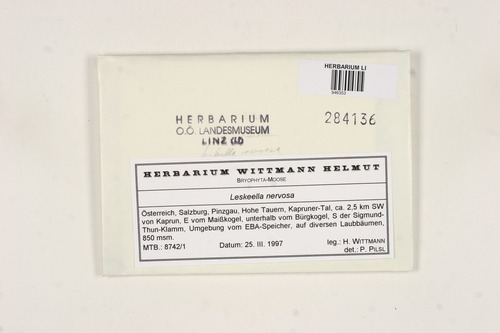 HERBARIUM LI
946353
HERBARIUM
O.Ö. LANDESMUSEUM
LINZ
284136
HERBARIUM WITTMANN HELMUT
BRYOPHYTA-MOOSE
Leskeella nervosa
Österreich, Salzburg, Pinzgau, Hohe Tauern, Kapruner-Tal, ca. 2,5 km SW
von Kaprun, E vom Maißkogel, unterhalb vom Bürgkogel, S der Sigmund-
Thun-Klamm, Umgebung vom EBA-Speicher, auf diversen Laubbäumen,
850 msm.
MTB.: 8742/1 Datum: 25. III. 1997 leg.: H. WITTMANN
det.: P. PILSL